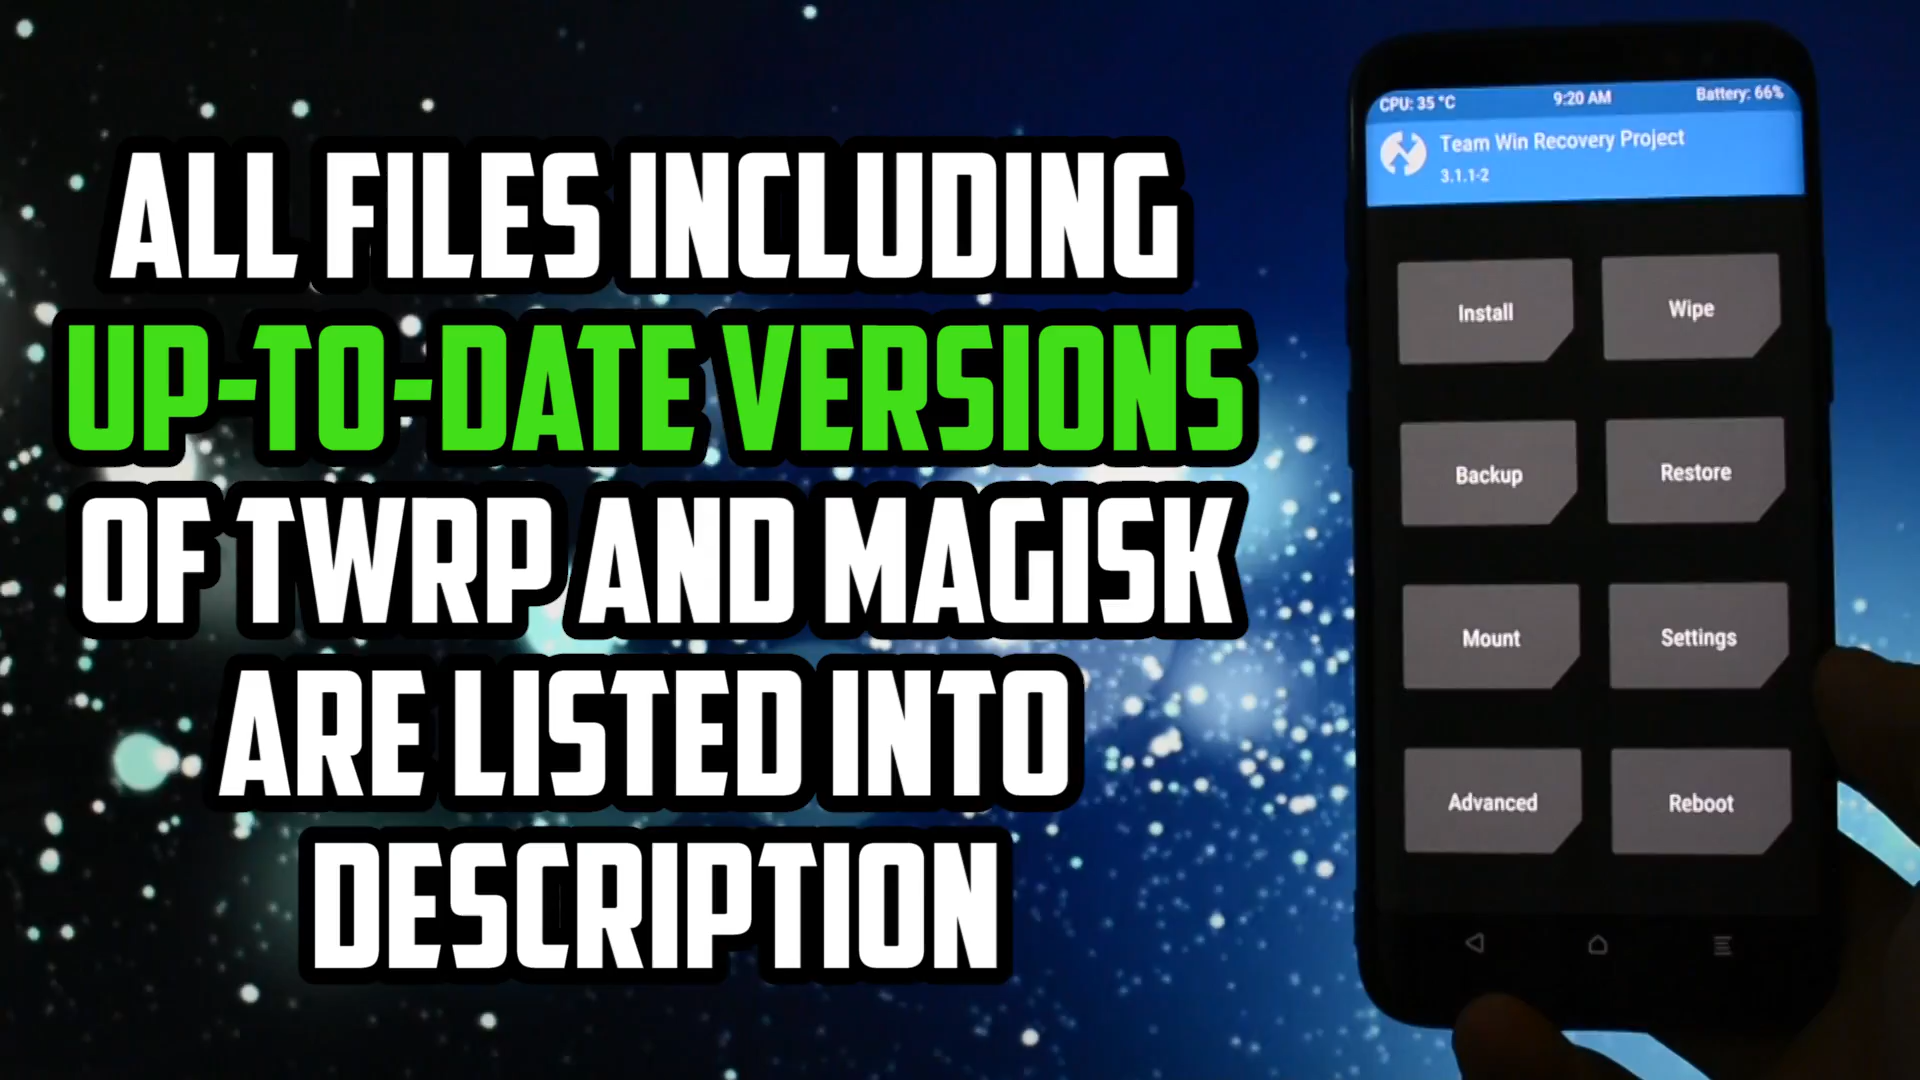 ALL FILES INCLUDING
UP-TO-DATE VERSIONS
OF TWRP AND MAGISK
ARE LISTED INTO
DESCRIPTION
CPU: 35 °C 9:20 AM Battery: 66%
Team Win Recovery Project
3.1.1-2
Install Wipe
Backup Restore
Mount Settings
Advanced Reboot